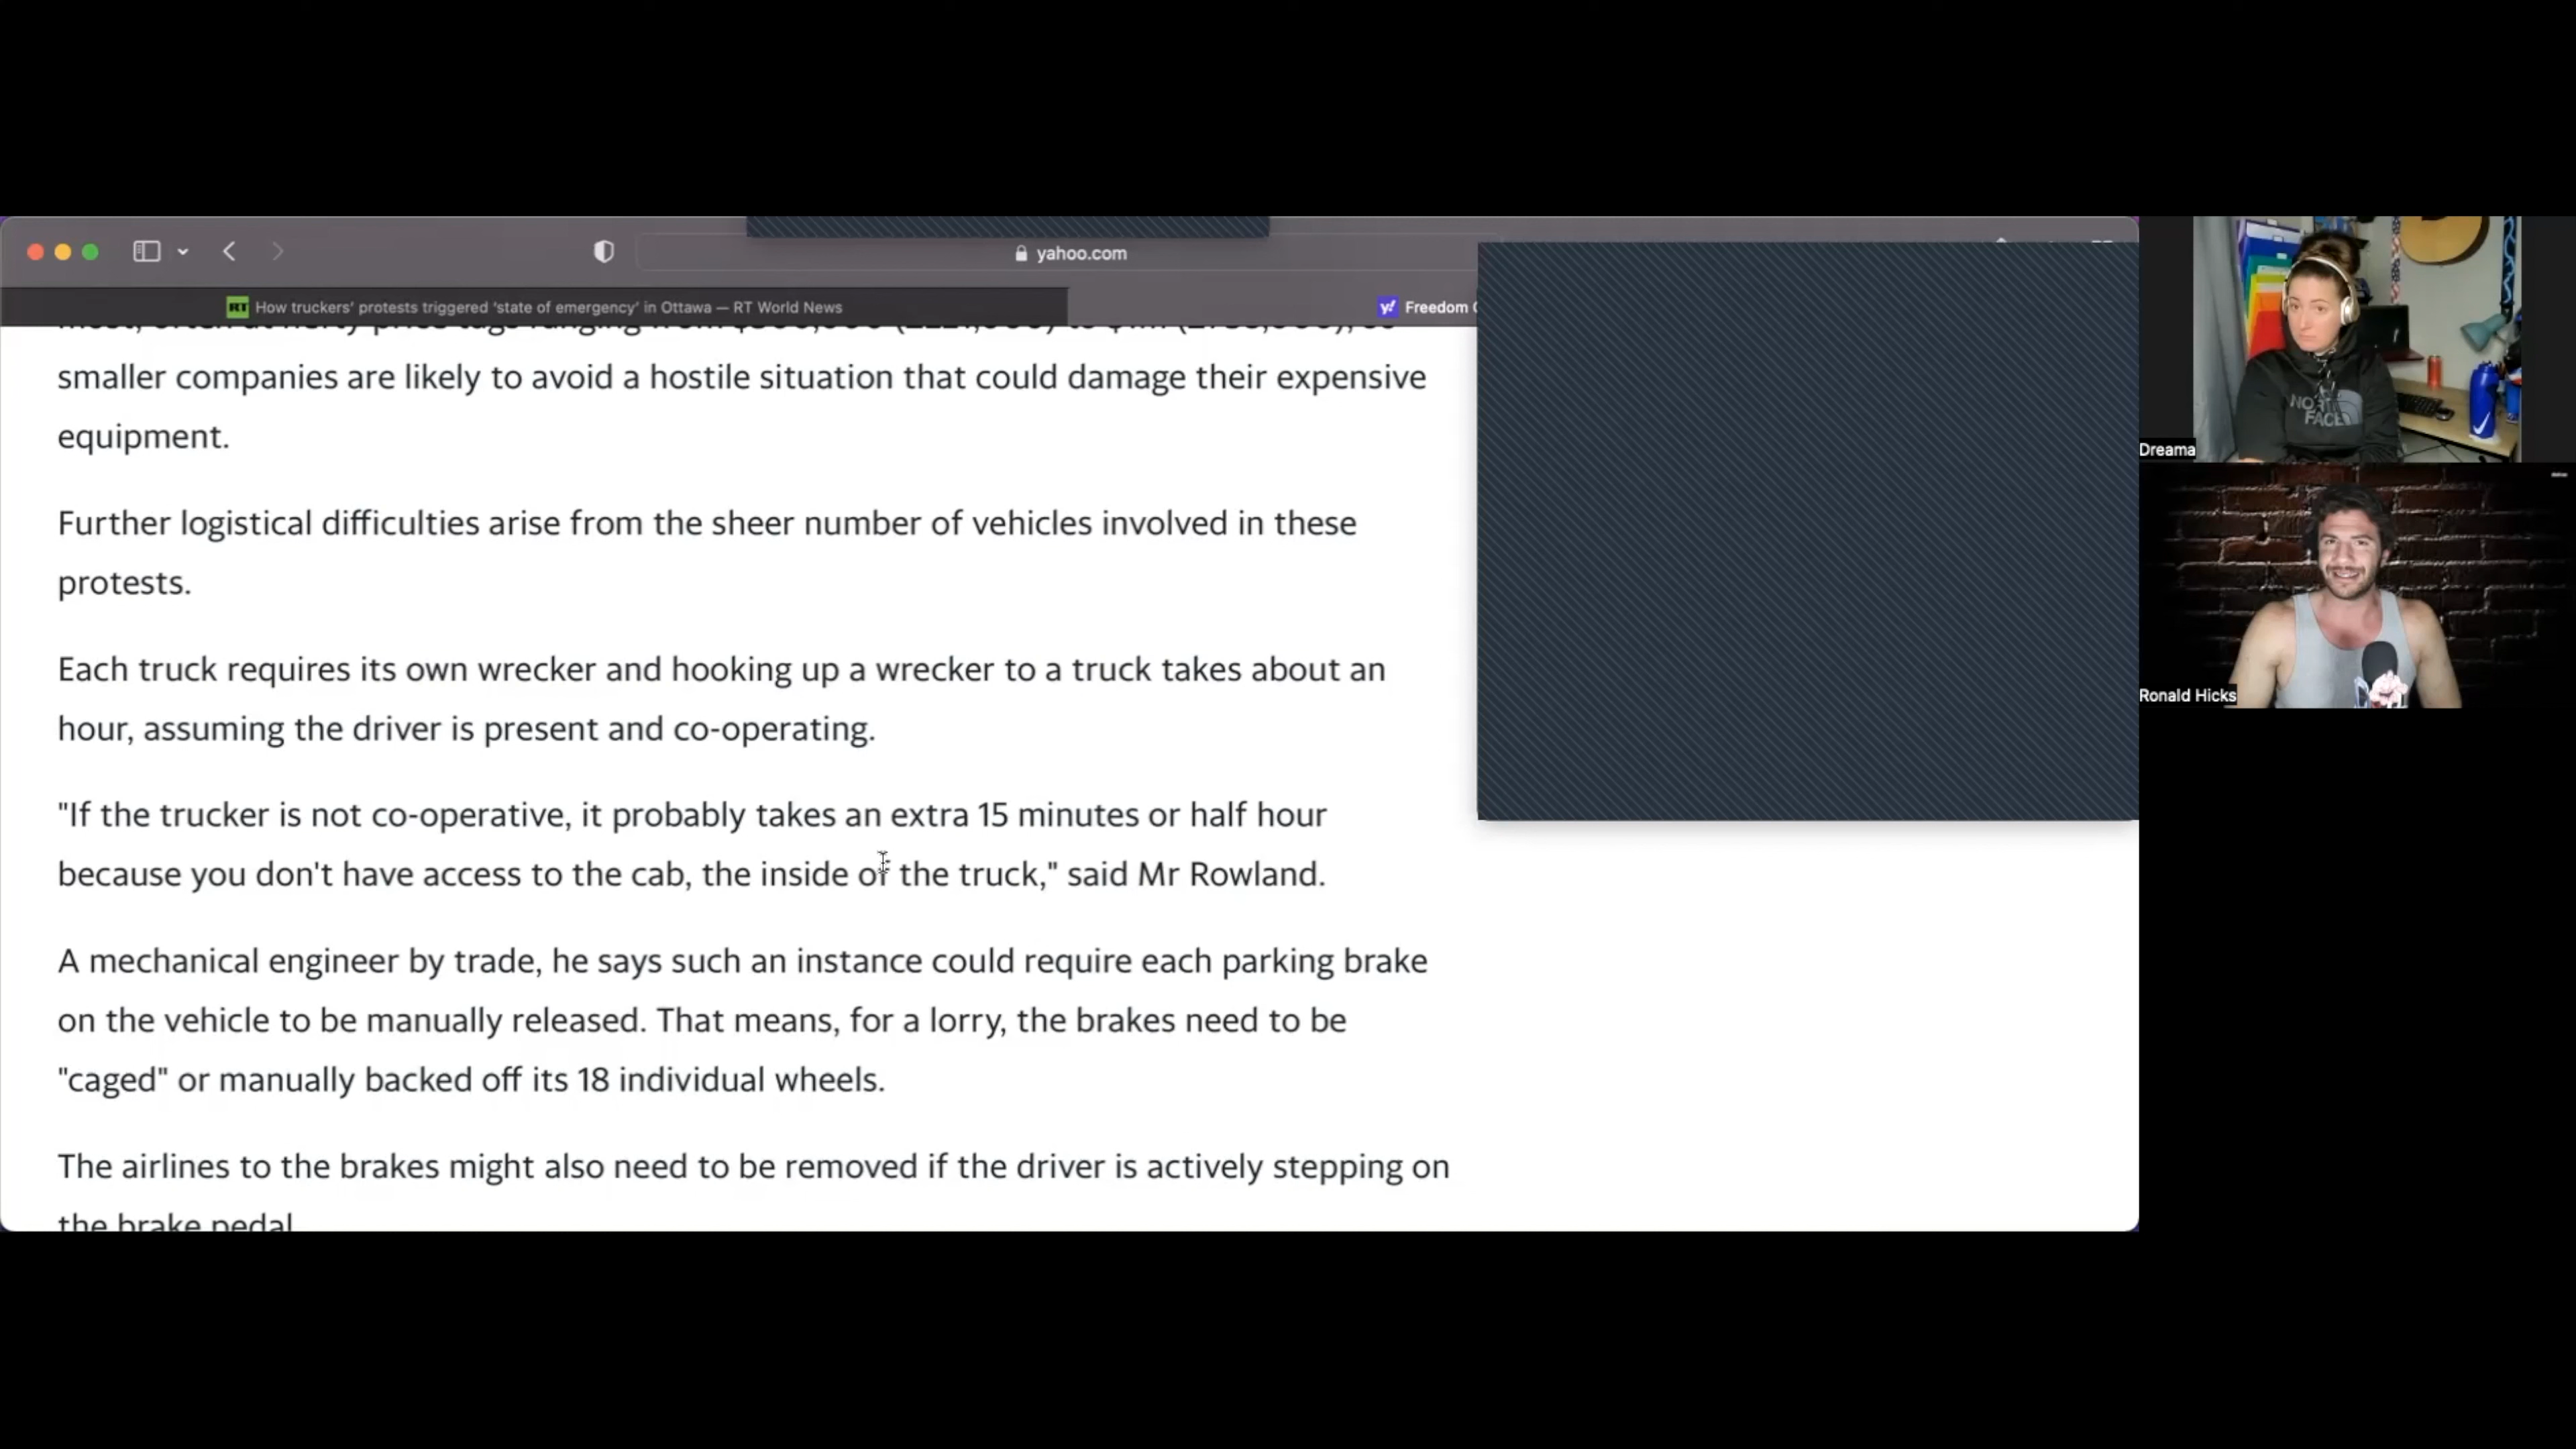 yahoo.com
RT How truckers' protests triggered 'state of emergency' in Ottawa — RT World News
y! Freedom
smaller companies are likely to avoid a hostile situation that could damage their expensive
equipment.
Further logistical difficulties arise from the sheer number of vehicles involved in these
protests.
Each truck requires its own wrecker and hooking up a wrecker to a truck takes about an
hour, assuming the driver is present and co-operating.
"If the trucker is not co-operative, it probably takes an extra 15 minutes or half hour
because you don't have access to the cab, the inside of the truck," said Mr Rowland.
A mechanical engineer by trade, he says such an instance could require each parking brake
on the vehicle to be manually released. That means, for a lorry, the brakes need to be
"caged" or manually backed off its 18 individual wheels.
The airlines to the brakes might also need to be removed if the driver is actively stepping on
the brake pedal
NORTH
FACE
Dreama
Ronald Hicks